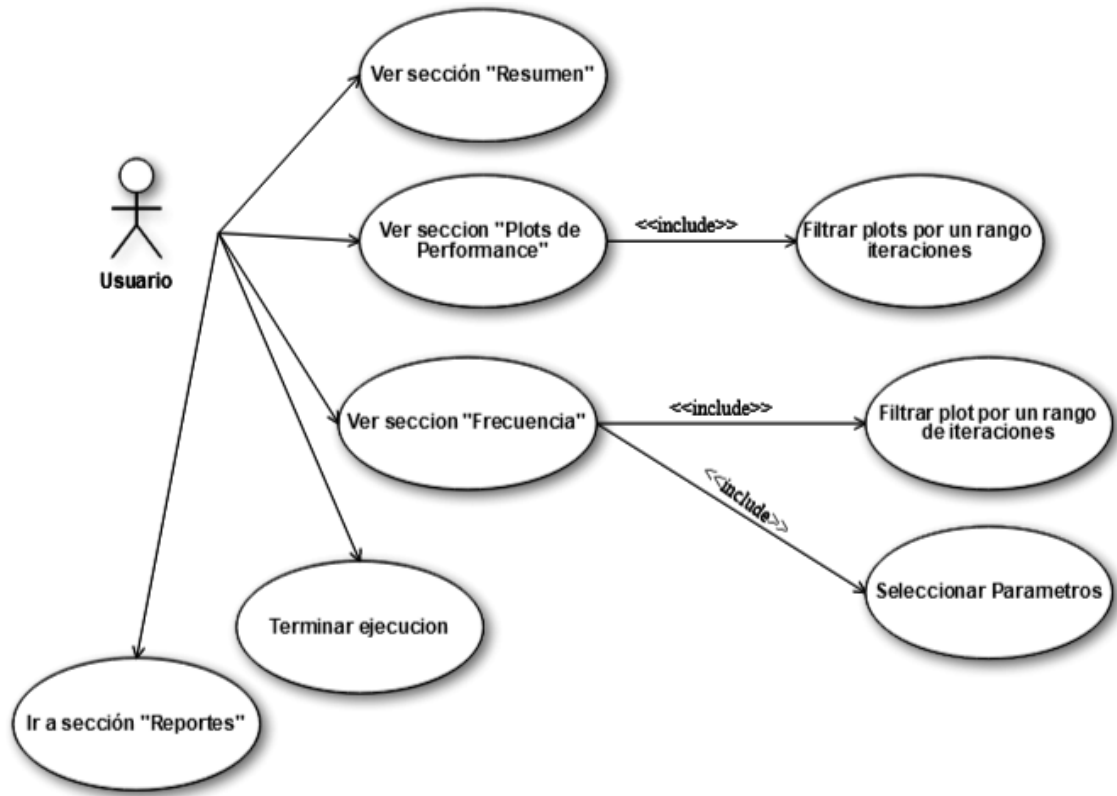 Ver sección "Resumen"
Usuario
Ver seccion "Plots de
Performance"
<<include>>
Filtrar plots por un rango
iteraciones
Ver seccion "Frecuencia"
<<include>>
Filtrar plot por un rango
de iteraciones
<<include>>
Seleccionar Parametros
Terminar ejecucion
Ir a sección "Reportes"